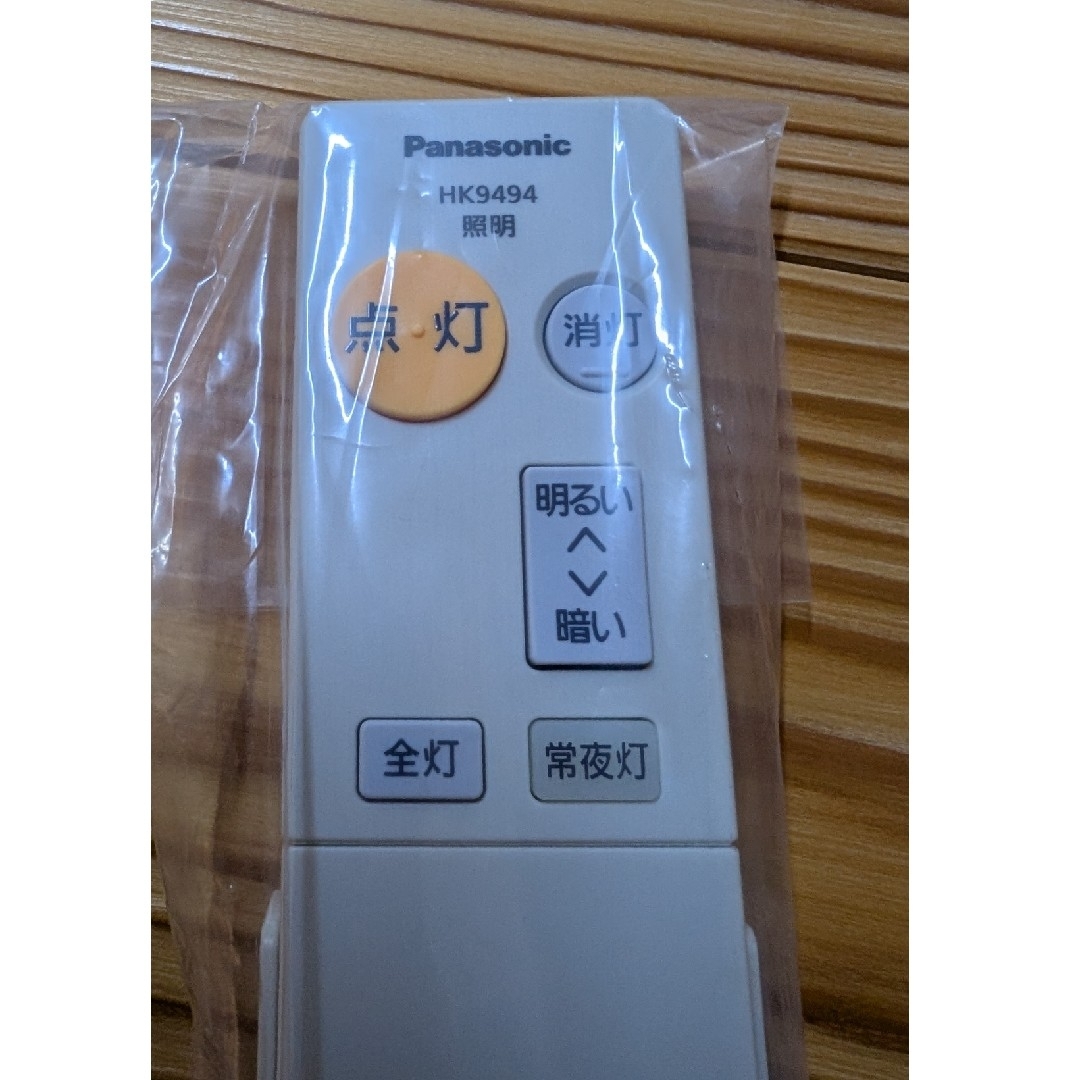 Panasonic
HK9494
照明
点灯
消灯
明るい
暗い
全灯
常夜灯